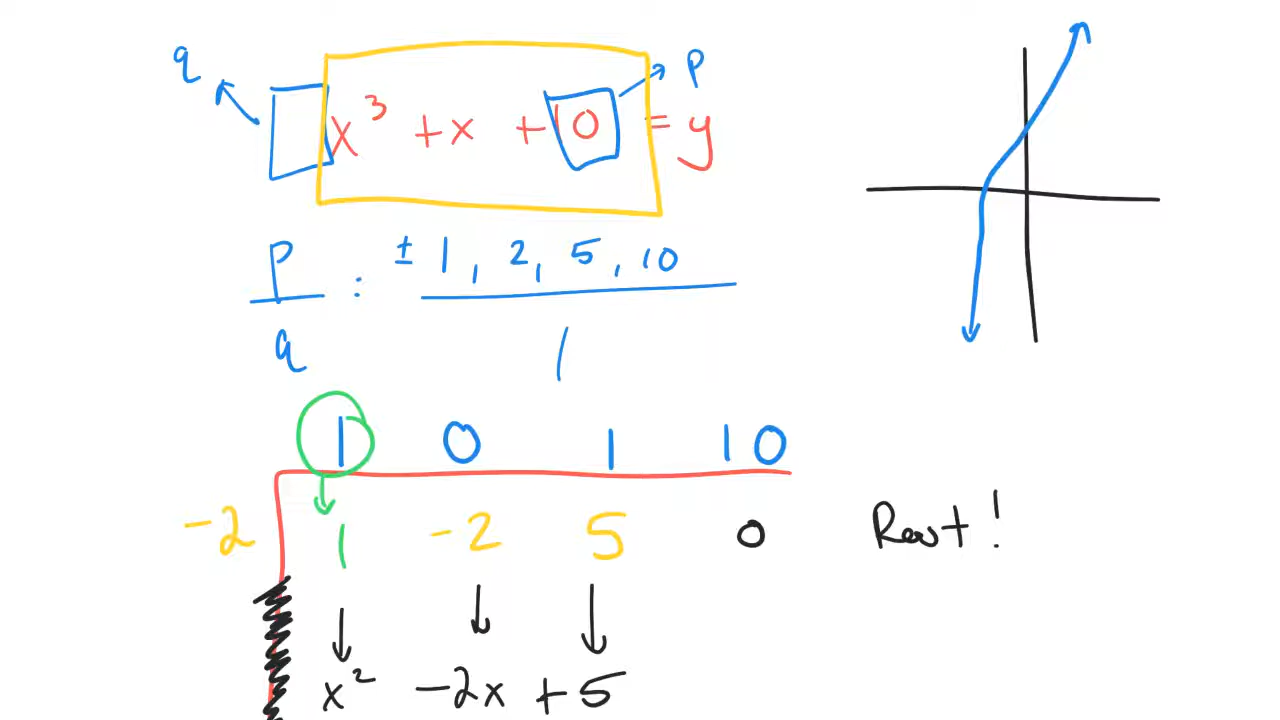 q p
x³ + x + 10 = y
p/q : ± 1, 2, 5, 10 / 1
1 0 1 10
-2 1 -2 5 0 Root!
x² -2x + 5